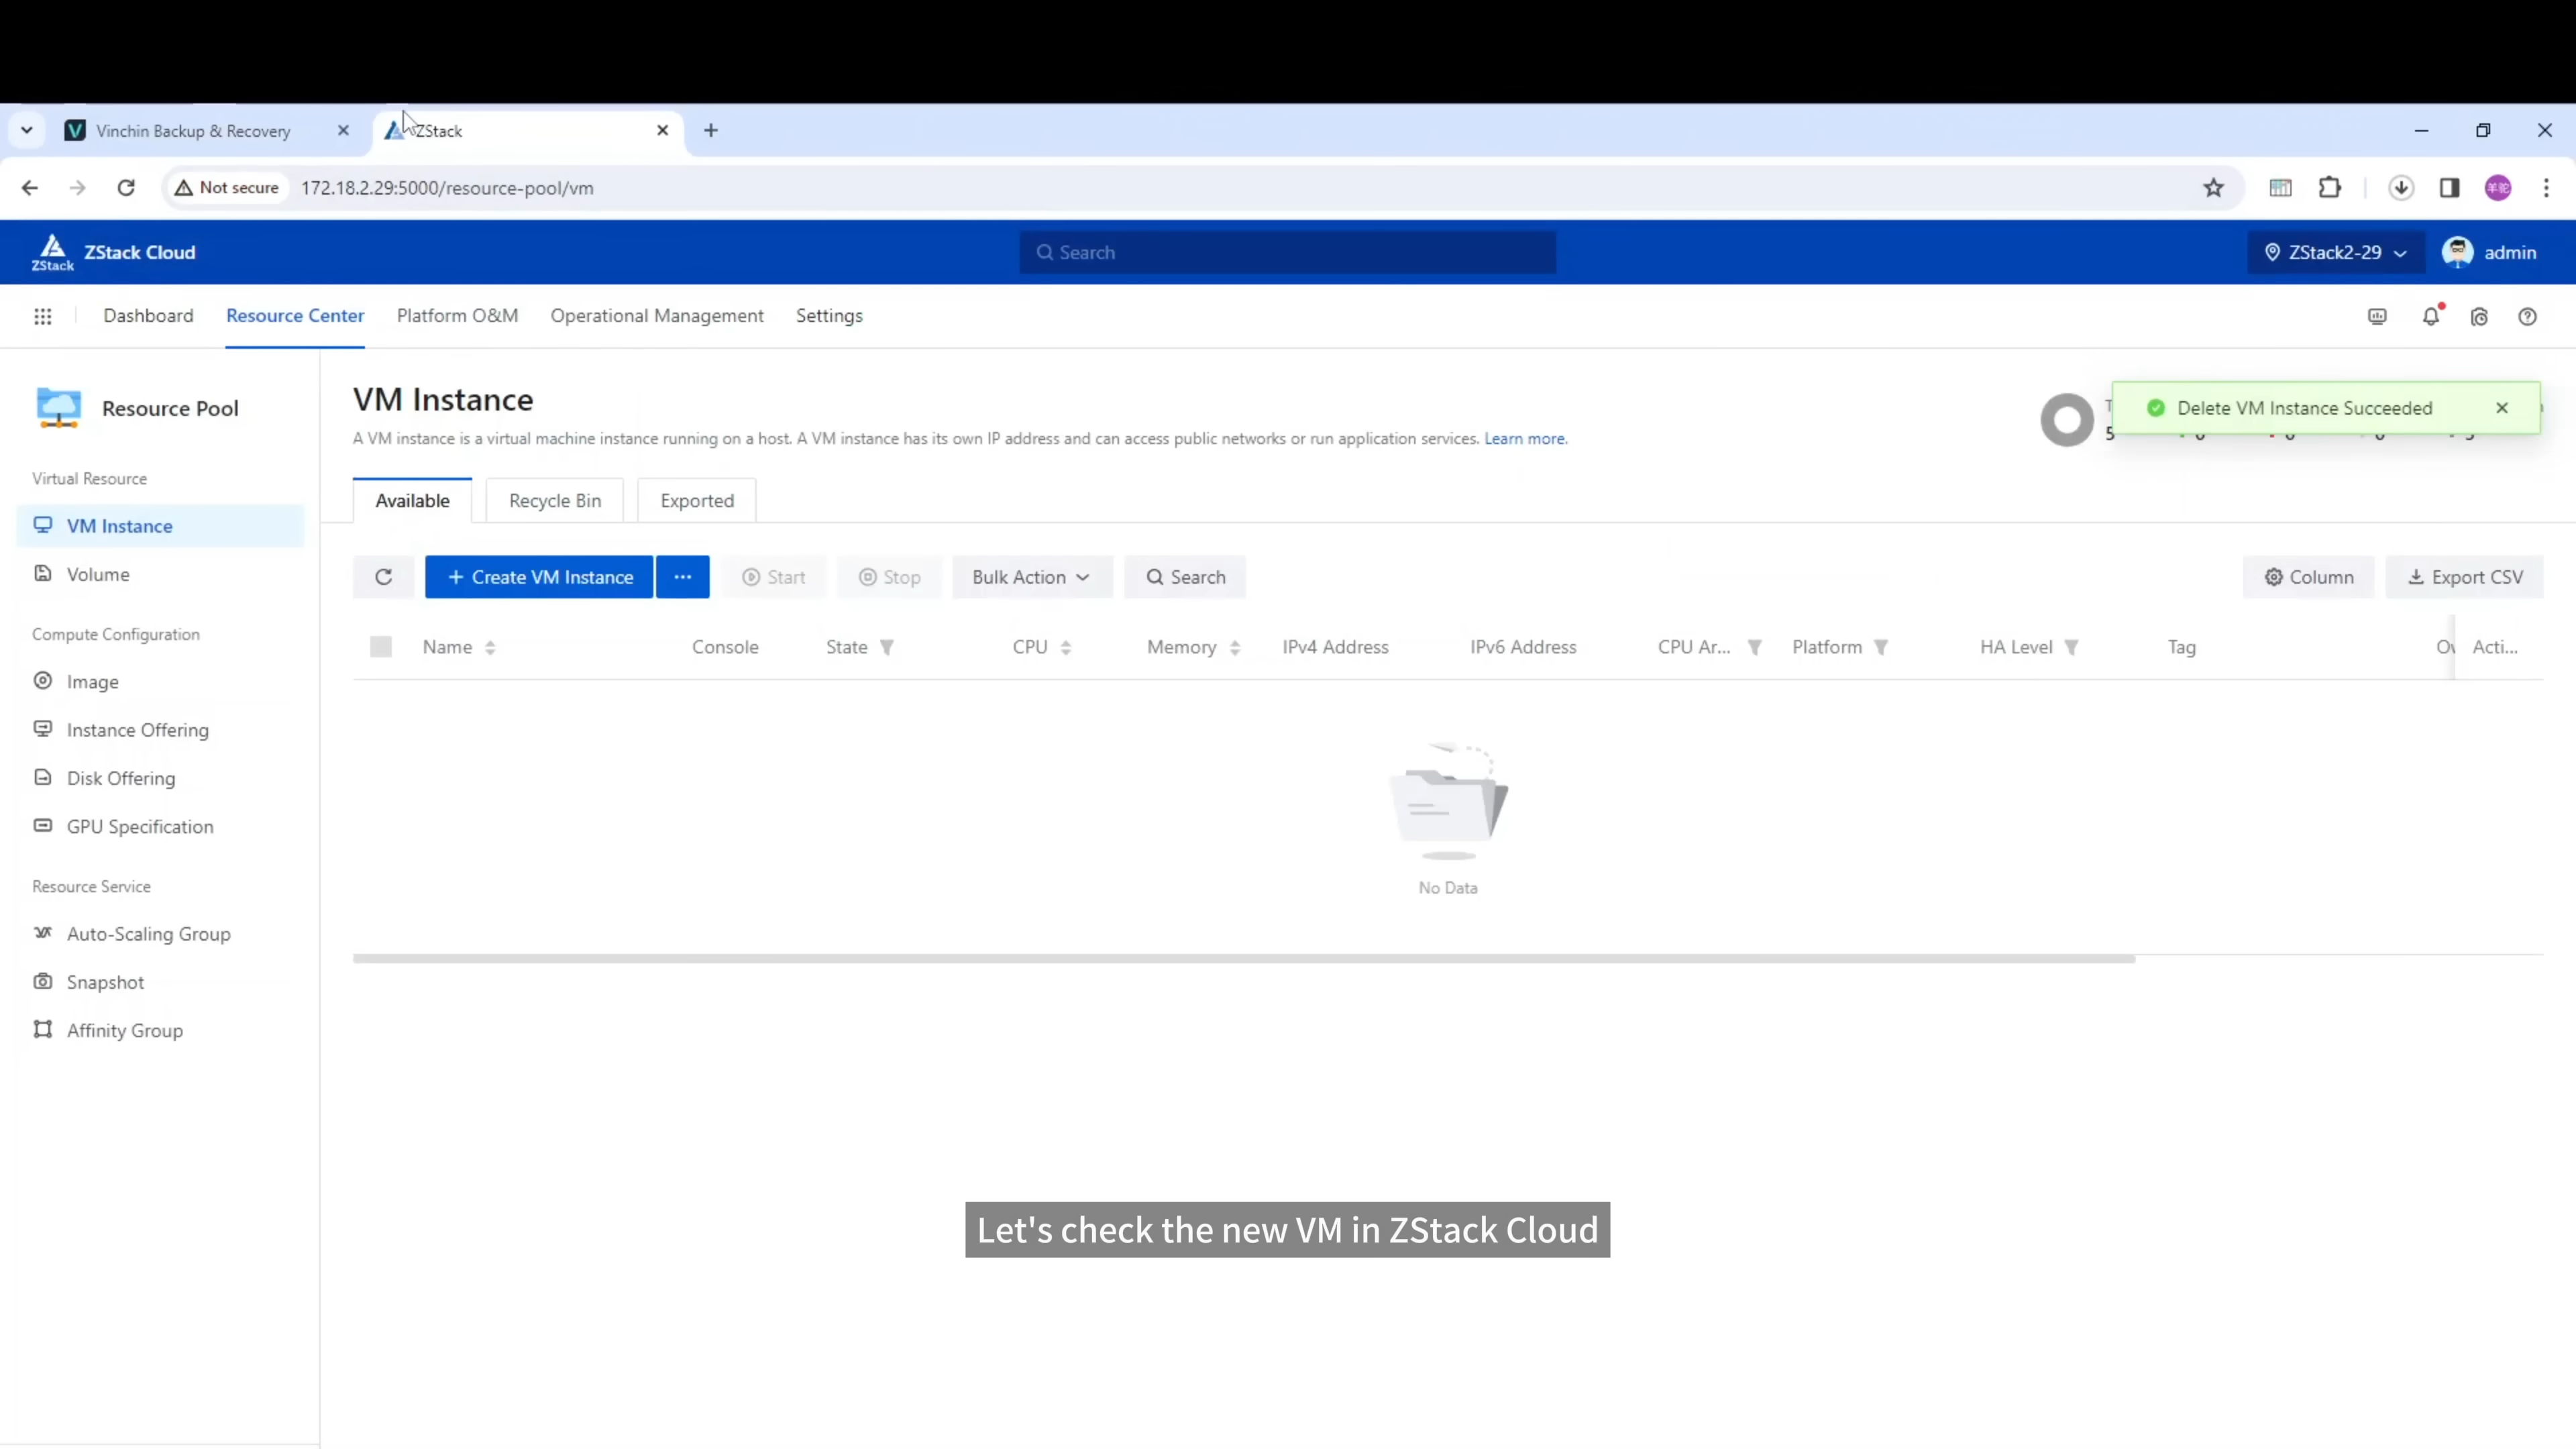 Vinchin Backup & Recovery
ZStack
Not secure
172.18.2.29:5000/resource-pool/vm
羊驼
ZStack
ZStack Cloud
Search
ZStack2-29
admin
Dashboard
Resource Center
Platform O&M
Operational Management
Settings
Resource Pool
Virtual Resource
VM Instance
Volume
Compute Configuration
Image
Instance Offering
Disk Offering
GPU Specification
Resource Service
Auto-Scaling Group
Snapshot
Affinity Group
VM Instance
A VM instance is a virtual machine instance running on a host. A VM instance has its own IP address and can access public networks or run application services. Learn more.
Delete VM Instance Succeeded
5
Available
Recycle Bin
Exported
+ Create VM Instance
Start
Stop
Bulk Action
Search
Column
Export CSV
Name
Console
State
CPU
Memory
IPv4 Address
IPv6 Address
CPU Ar...
Platform
HA Level
Tag
Acti...
No Data
Let's check the new VM in ZStack Cloud